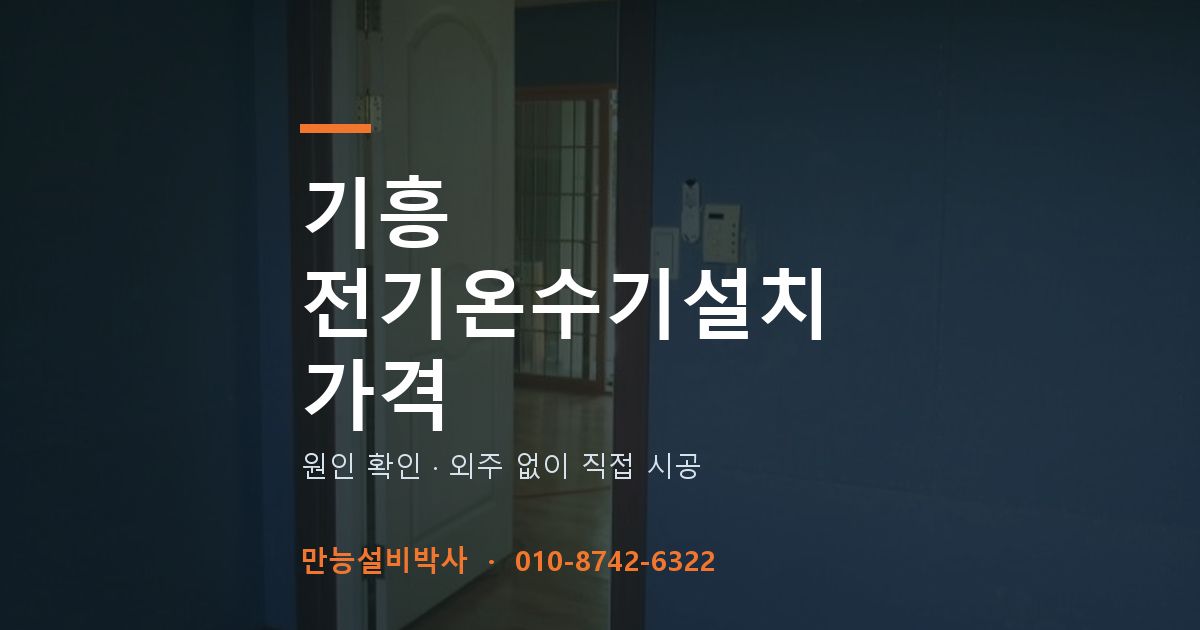 기흥
전기온수기설치
가격
원인 확인 · 외주 없이 직접 시공
만능설비박사 · 010-8742-6322